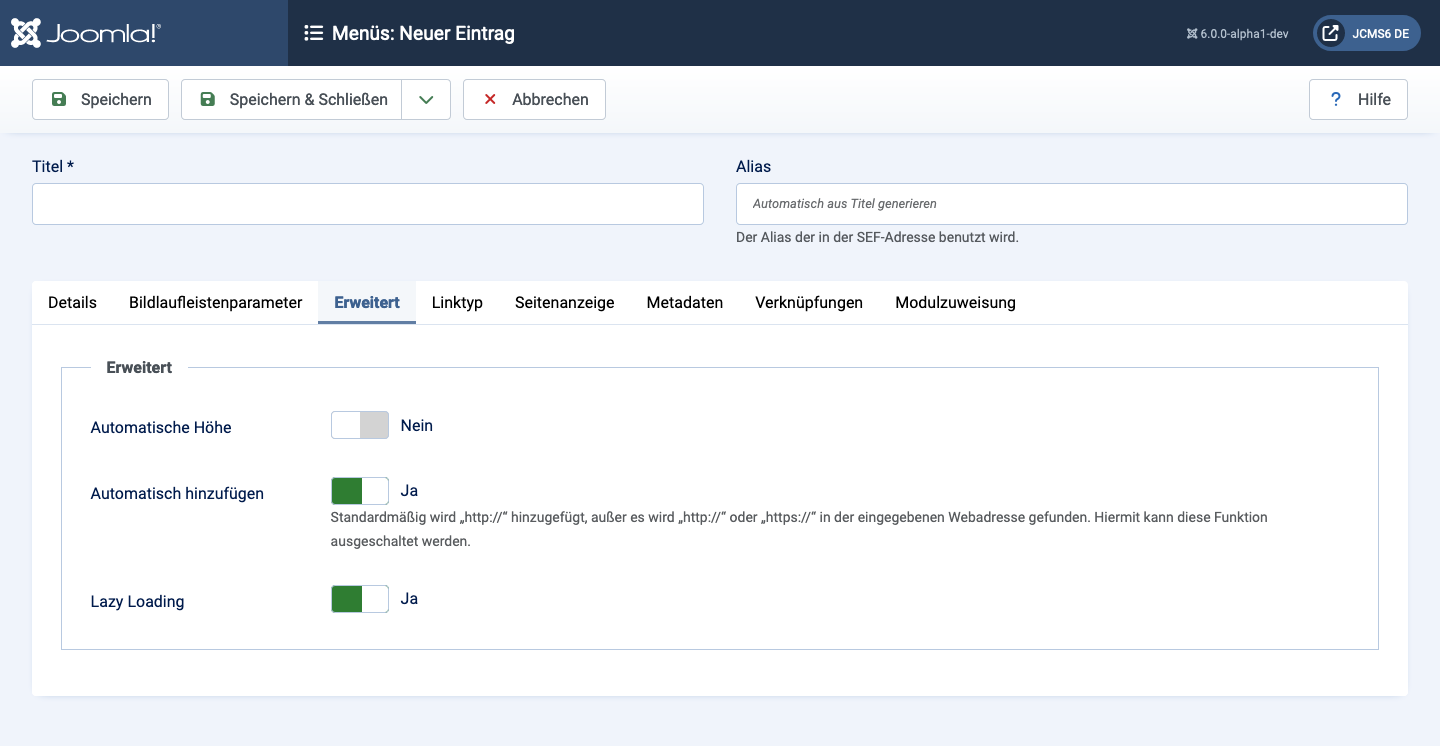 Joomla!®
Menüs: Neuer Eintrag
6.0.0-alpha1-dev
JCMS6 DE
Speichern
Speichern & Schließen
Abbrechen
? Hilfe
Titel *
Alias
Automatisch aus Titel generieren
Der Alias der in der SEF-Adresse benutzt wird.
Details Bildlaufleistenparameter Erweitert Linktyp Seitenanzeige Metadaten Verknüpfungen Modulzuweisung
Erweitert
Automatische Höhe
Nein
Automatisch hinzufügen
Ja
Standardmäßig wird „http://“ hinzugefügt, außer es wird „http://“ oder „https://“ in der eingegebenen Webadresse gefunden. Hiermit kann diese Funktion
ausgeschaltet werden.
Lazy Loading
Ja